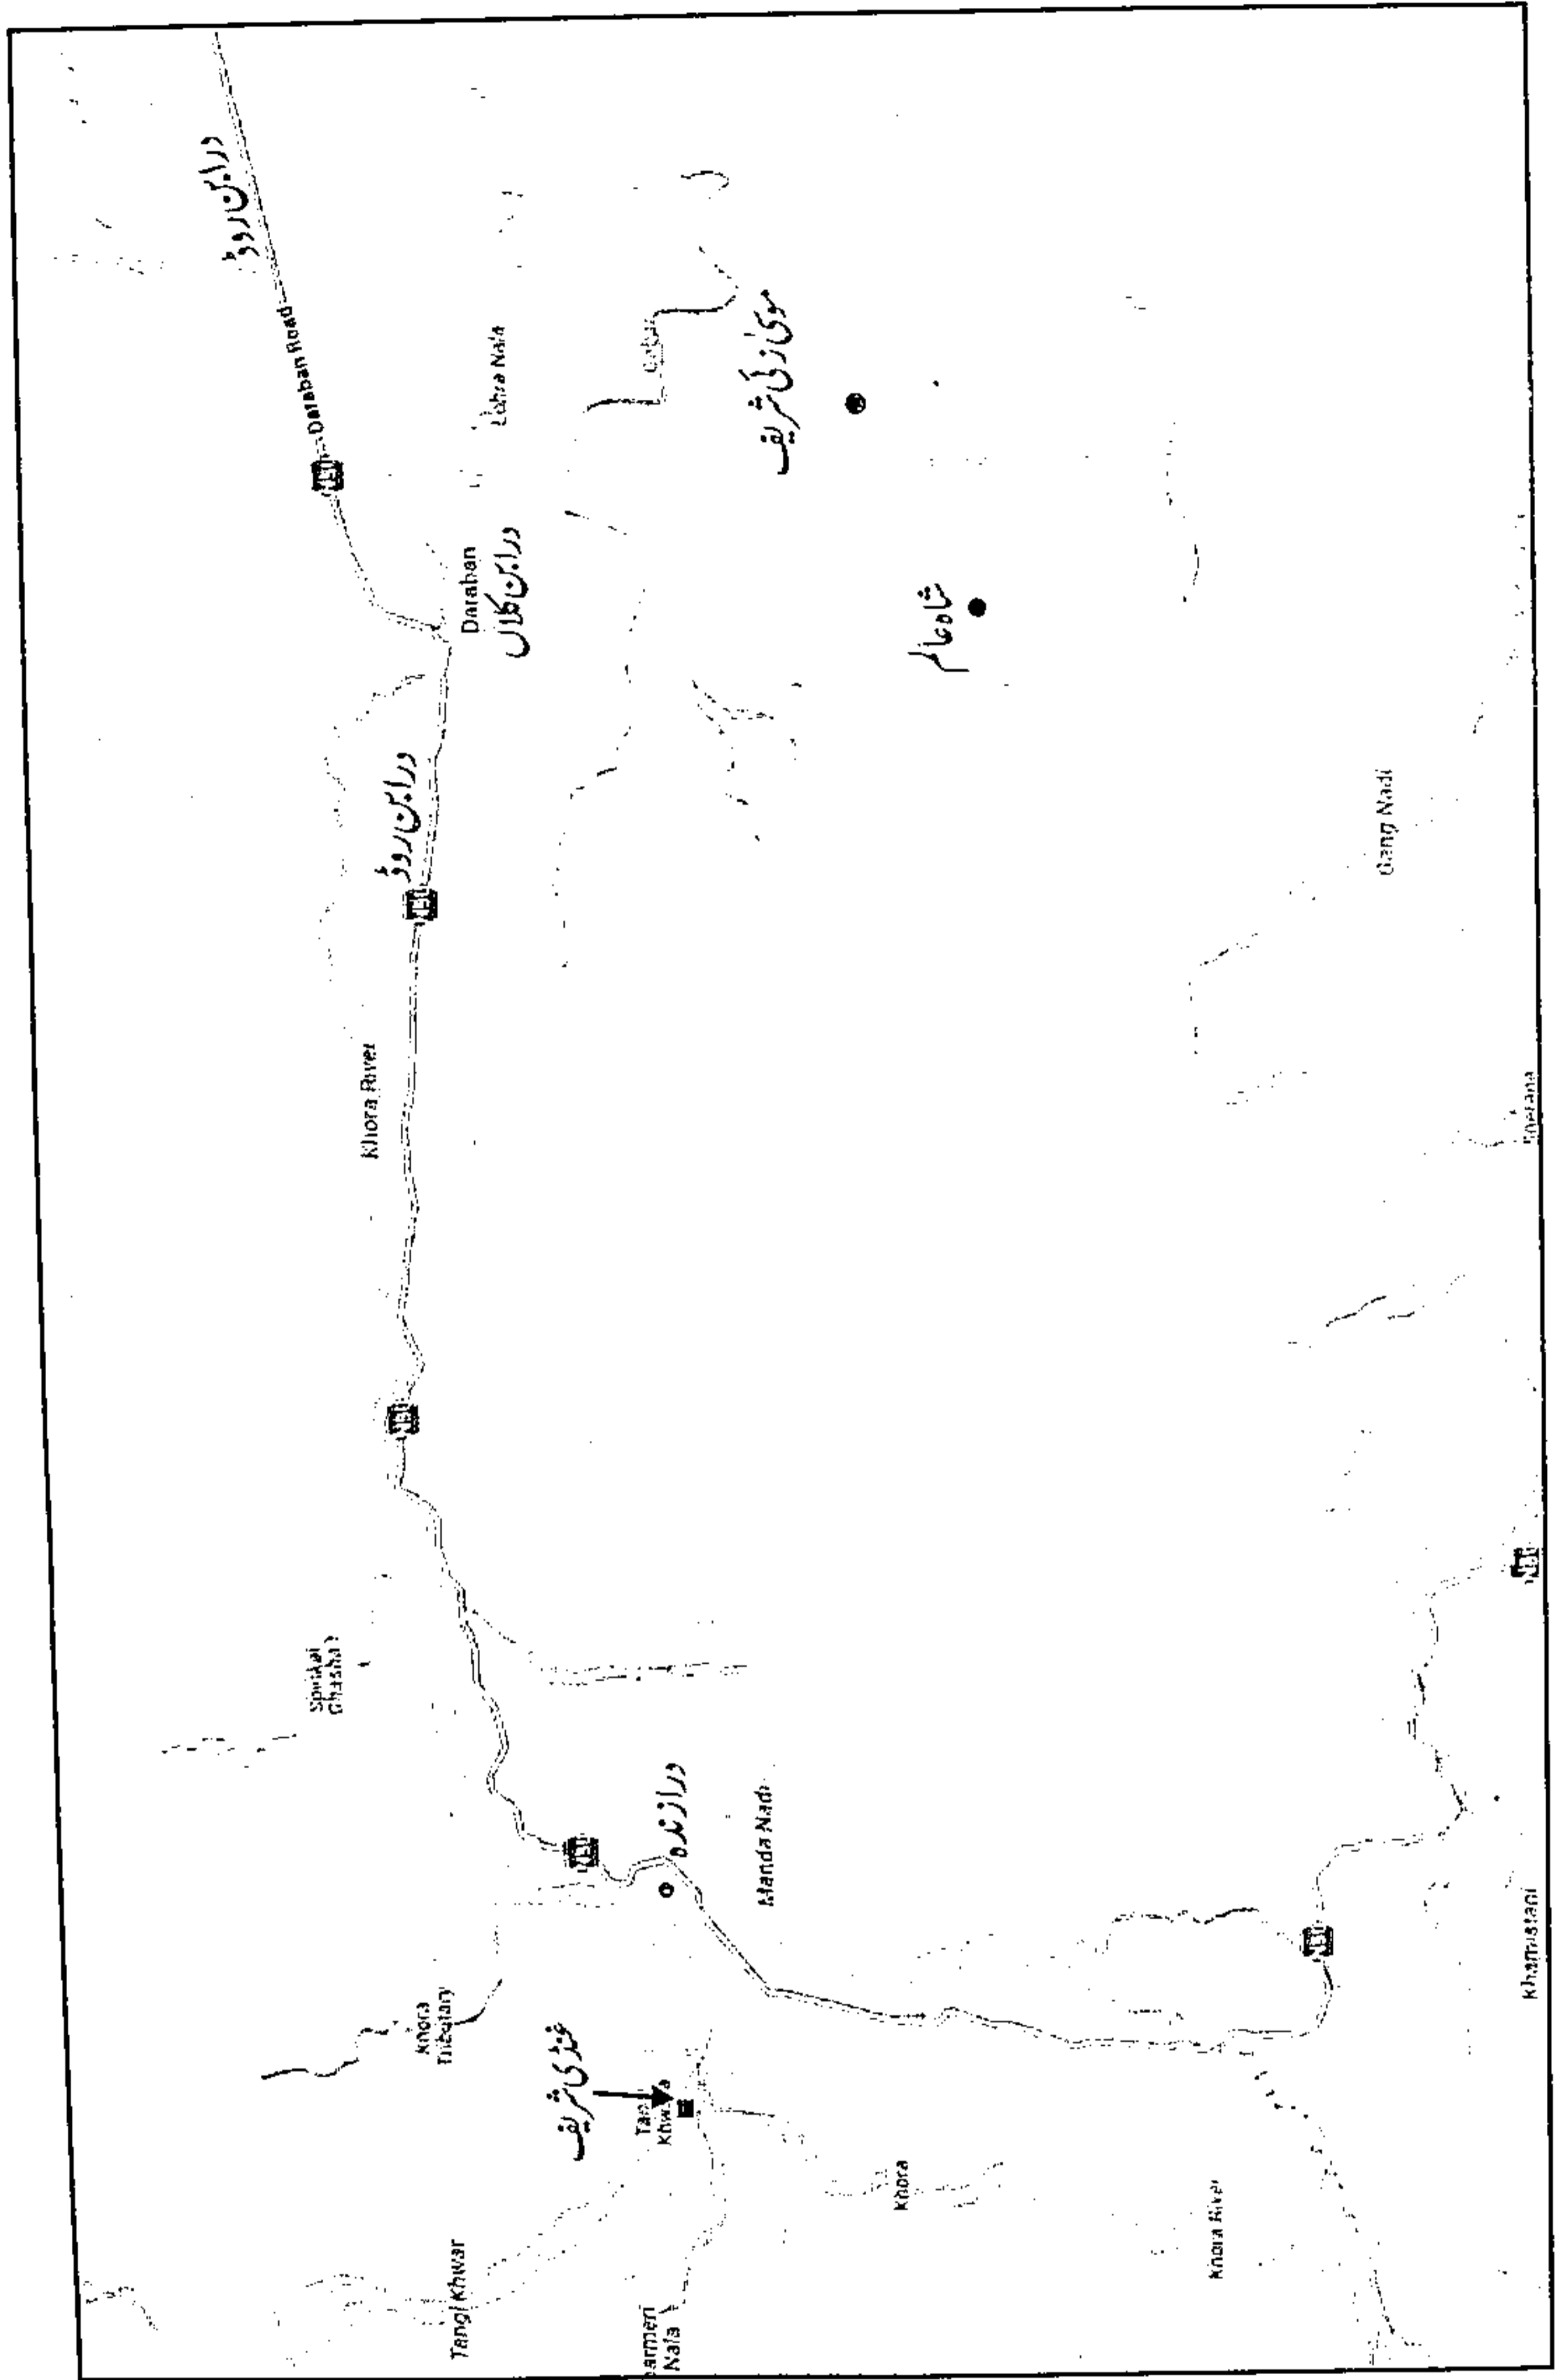 درابن روڈ
Daraban Road
Spinkai
Ghasha
Khora River
درابن روڈ
Khora
Tributary
Tangi Khwar
Daraban
Lohra Nala
درابن کلاں
غنڈی شریف
Nala
درازندہ
Manda Nadi
موسیٰ زئی شریف
Khora
شاہ عالم
Khora River
Gang Nadi
Khamistani